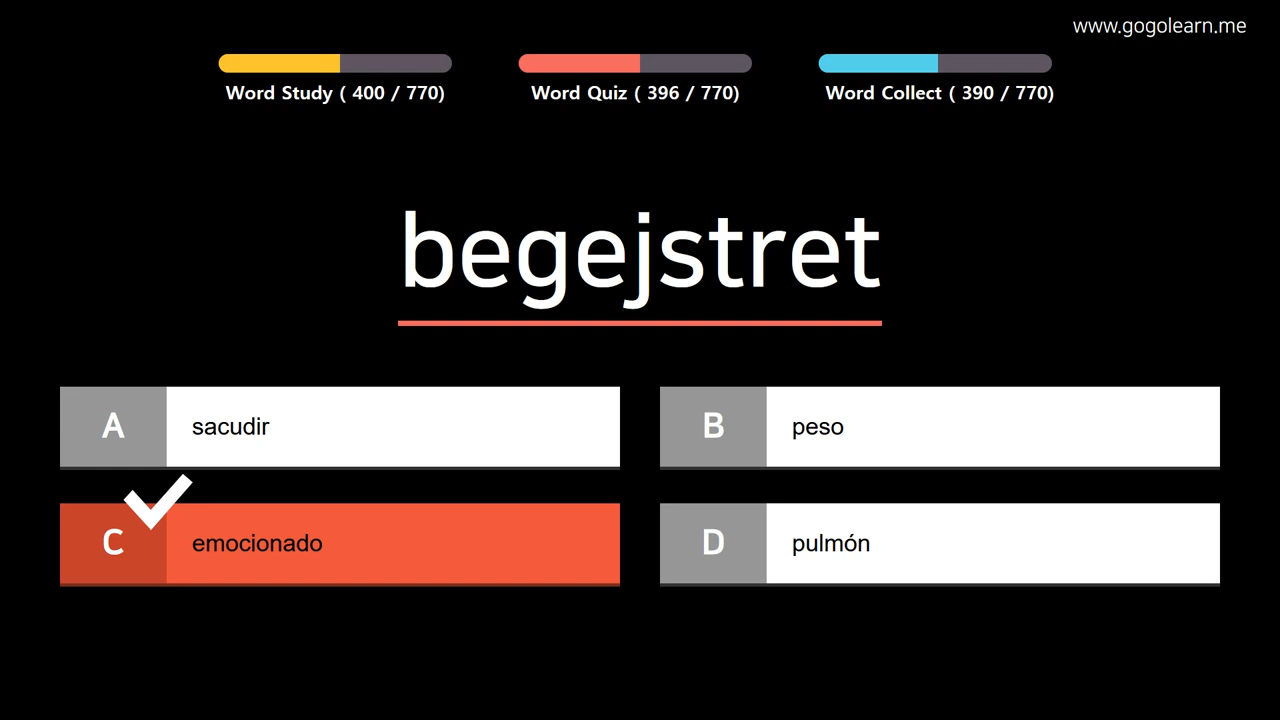 www.gogolearn.me
Word Study ( 400 / 770)
Word Quiz ( 396 / 770)
Word Collect ( 390 / 770)
begejstret
A sacudir
B peso
C emocionado
D pulmón